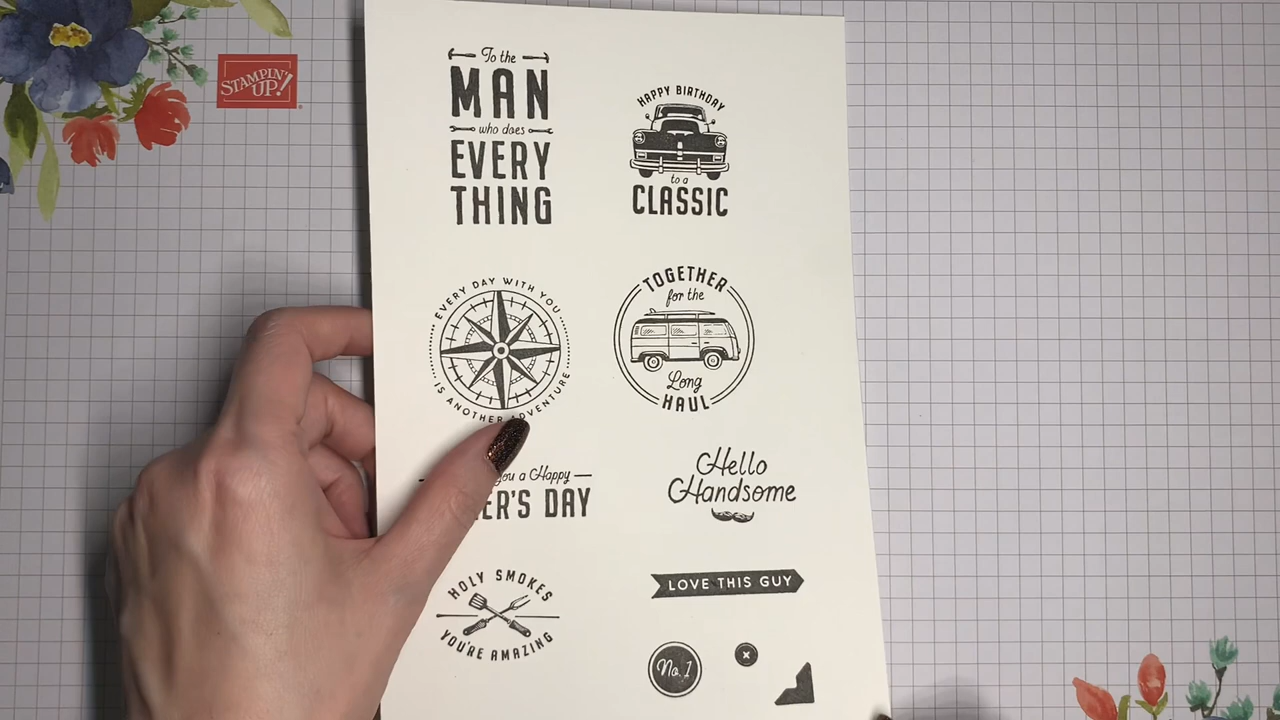 STAMPIN'
UP!
To the
MAN
who does
EVERY
THING
HAPPY BIRTHDAY
to a
CLASSIC
EVERY DAY WITH YOU
IS ANOTHER ADVENTURE
TOGETHER
for the
Long
HAUL
you a Happy
DAY
Hello
Handsome
HOLY SMOKES
YOU'RE AMAZING
LOVE THIS GUY
No. 1